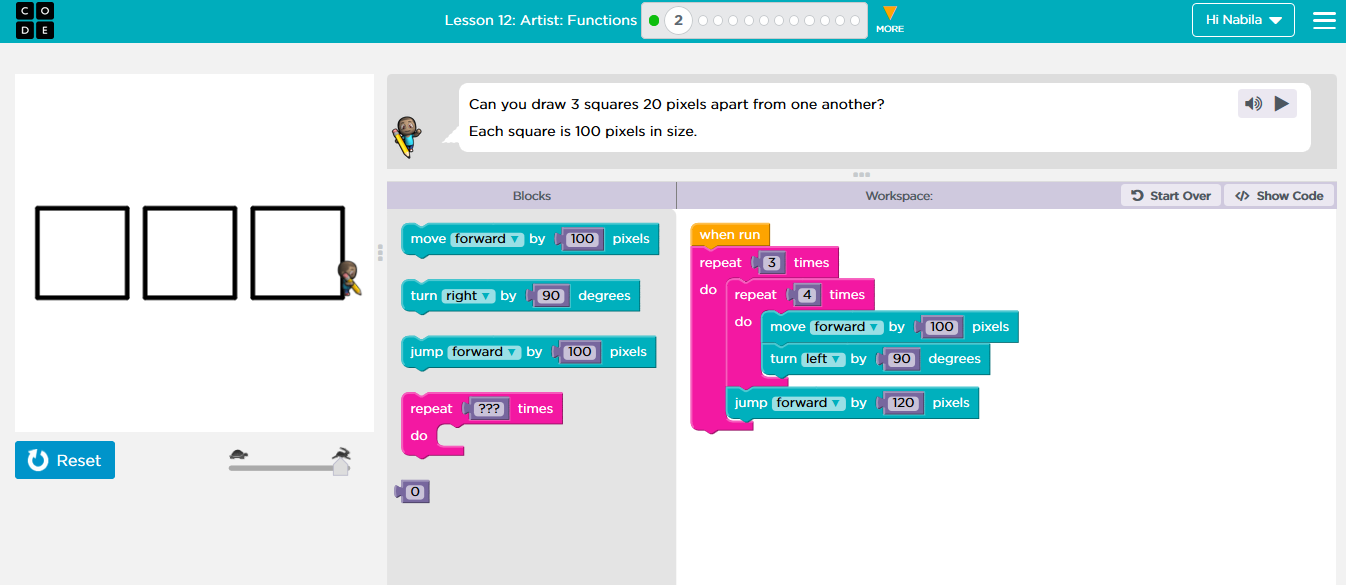 C O
D E
Lesson 12: Artist: Functions
2
MORE
Hi Nabila
Can you draw 3 squares 20 pixels apart from one another?
Each square is 100 pixels in size.
Blocks
Workspace:
Start Over
</> Show Code
move forward by 100 pixels
turn right by 90 degrees
jump forward by 100 pixels
repeat ??? times
do
0
when run
repeat 3 times
do
repeat 4 times
do
move forward by 100 pixels
turn left by 90 degrees
jump forward by 120 pixels
Reset